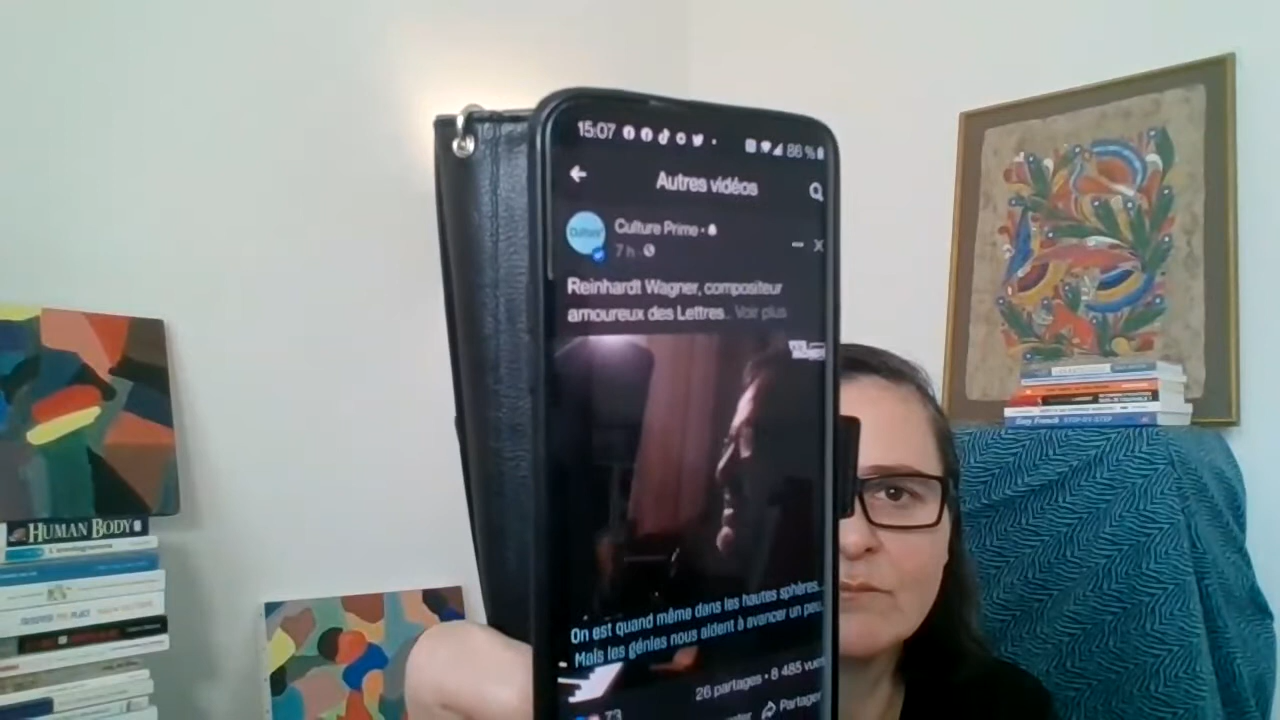 15:07
86 %
Autres vidéos
Culture
Culture Prime •
7 h
Reinhardt Wagner, compositeur
amoureux des Lettres.. Voir plus
On est quand même dans les hautes sphères...
Mais les génies nous aident à avancer un peu.
26 partages • 8 485 vues
73
Partager
HUMAN BODY
Easy French STEP-BY-STEP